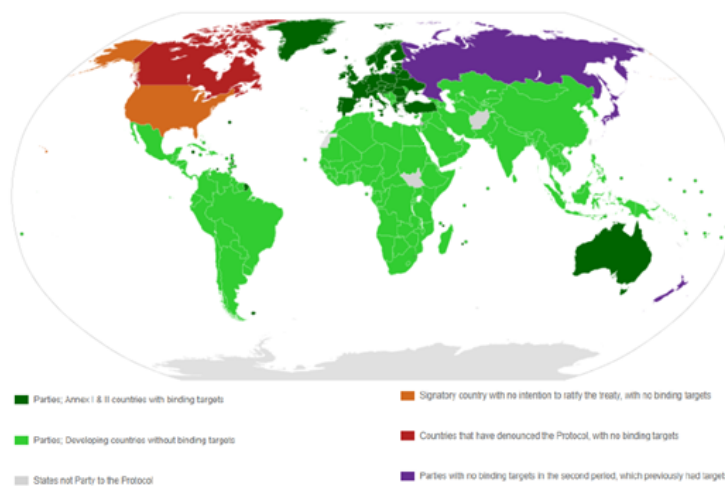 Parties; Annex I & II countries with binding targets
Parties; Developing countries without binding targets
States not Party to the Protocol
Signatory country with no intention to ratify the treaty, with no binding targets
Countries that have denounced the Protocol, with no binding targets
Parties with no binding targets in the second period, which previously had target